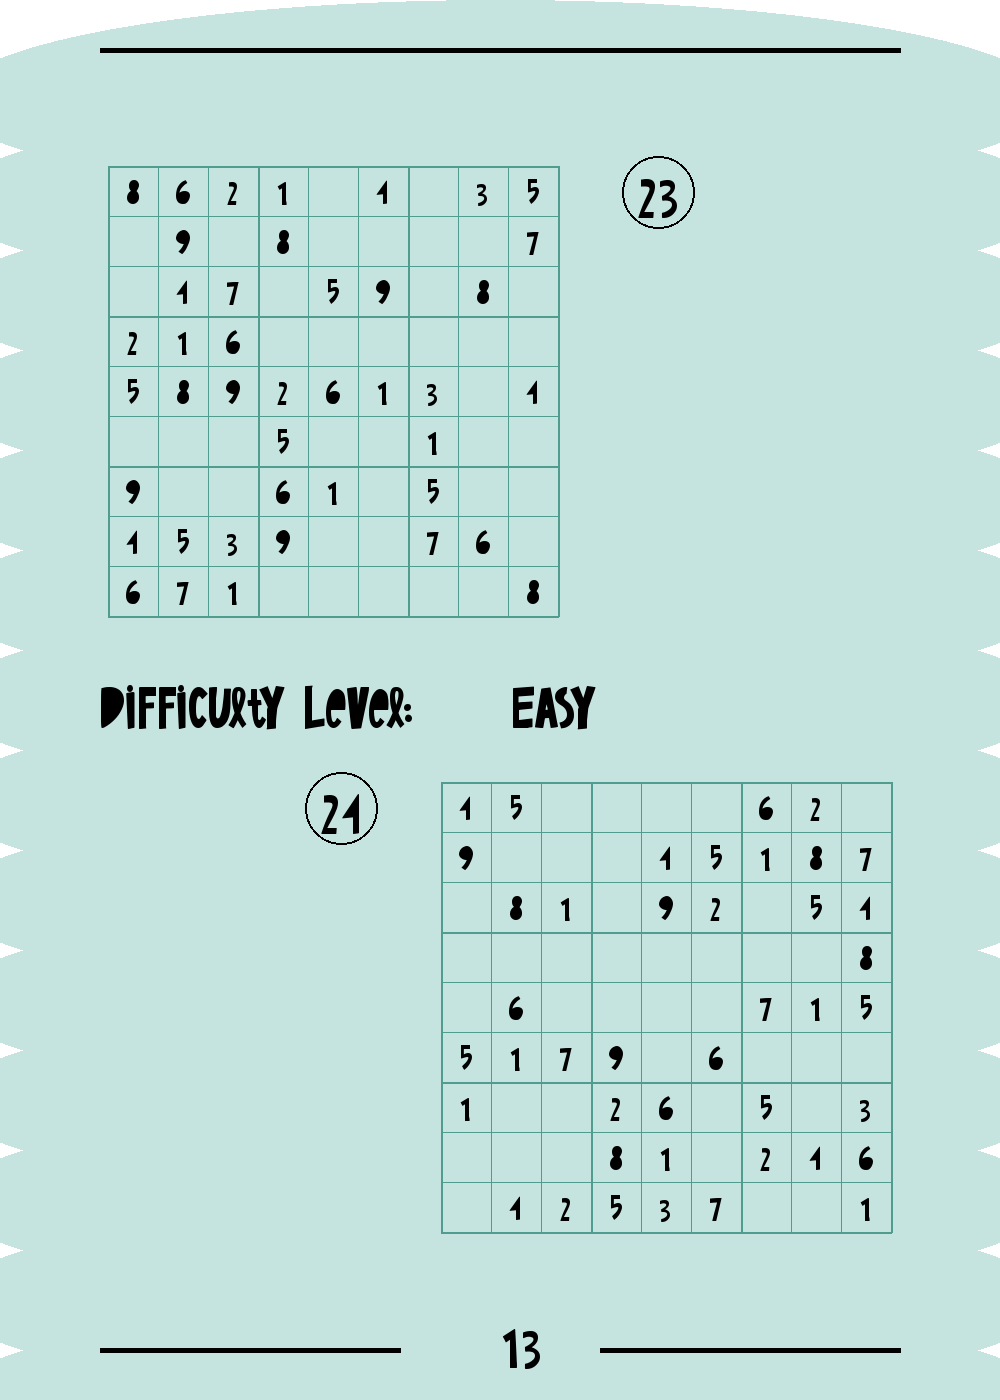 8 6 2 1 4 3 5
23
9 8 7
4 7 5 9 8
2 1 6
5 8 9 2 6 1 3 4
5 1
9 6 1 5
4 5 3 9 7 6
6 7 1 8
Difficulty Level: EASY
24
4 5 6 2
9 4 5 1 8 7
8 1 9 2 5 4
8
6 7 1 5
5 1 7 9 6
1 2 6 5 3
8 1 2 4 6
4 2 5 3 7 1
13